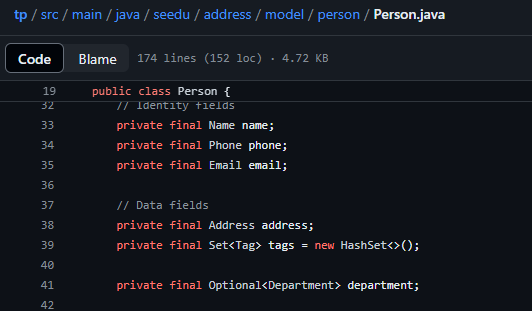 tp / src / main / java / seedu / address / model / person / Person.java
Code Blame 174 lines (152 loc) · 4.72 KB
19 public class Person {
32 // Identity fields
33 private final Name name;
34 private final Phone phone;
35 private final Email email;
36
37 // Data fields
38 private final Address address;
39 private final Set<Tag> tags = new HashSet<>();
40
41 private final Optional<Department> department;
42